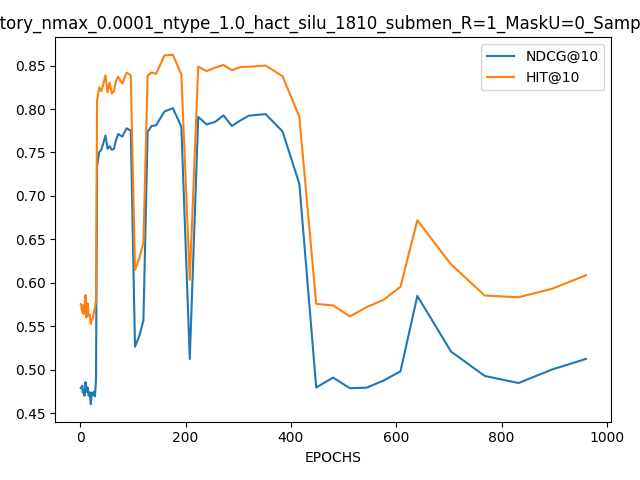 tory_nmax_0.0001_ntype_1.0_hact_silu_1810_submen_R=1_MaskU=0_Samp
NDCG@10
HIT@10
0.85
0.80
0.75
0.70
0.65
0.60
0.55
0.50
0.45
0 200 400 600 800 1000
EPOCHS